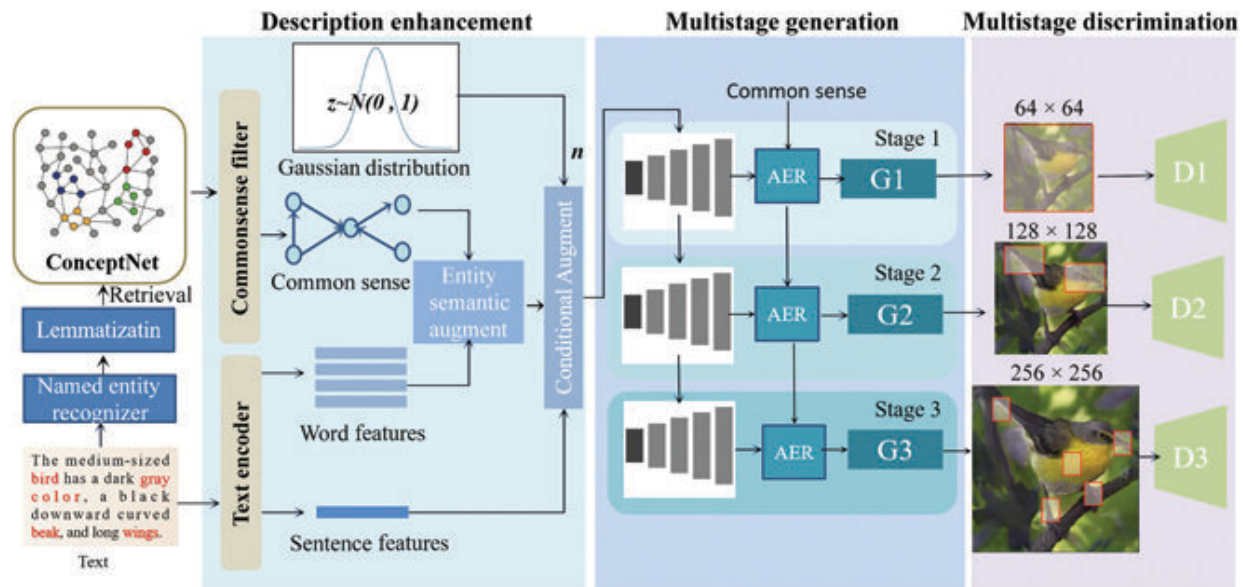 Description enhancement
Multistage generation
Multistage discrimination
ConceptNet
Retrieval
Lemmatizatin
Named entity
recognizer
The medium-sized
bird has a dark gray
color, a black
downward curved
beak, and long wings.
Text
Commonsense filter
Text encoder
z~N(0 , 1)
Gaussian distribution
Common sense
Entity
semantic
augment
Word features
Sentence features
n
Conditional Augment
Common sense
Stage 1
AER
G1
Stage 2
AER
G2
Stage 3
AER
G3
64 × 64
D1
128 × 128
D2
256 × 256
D3